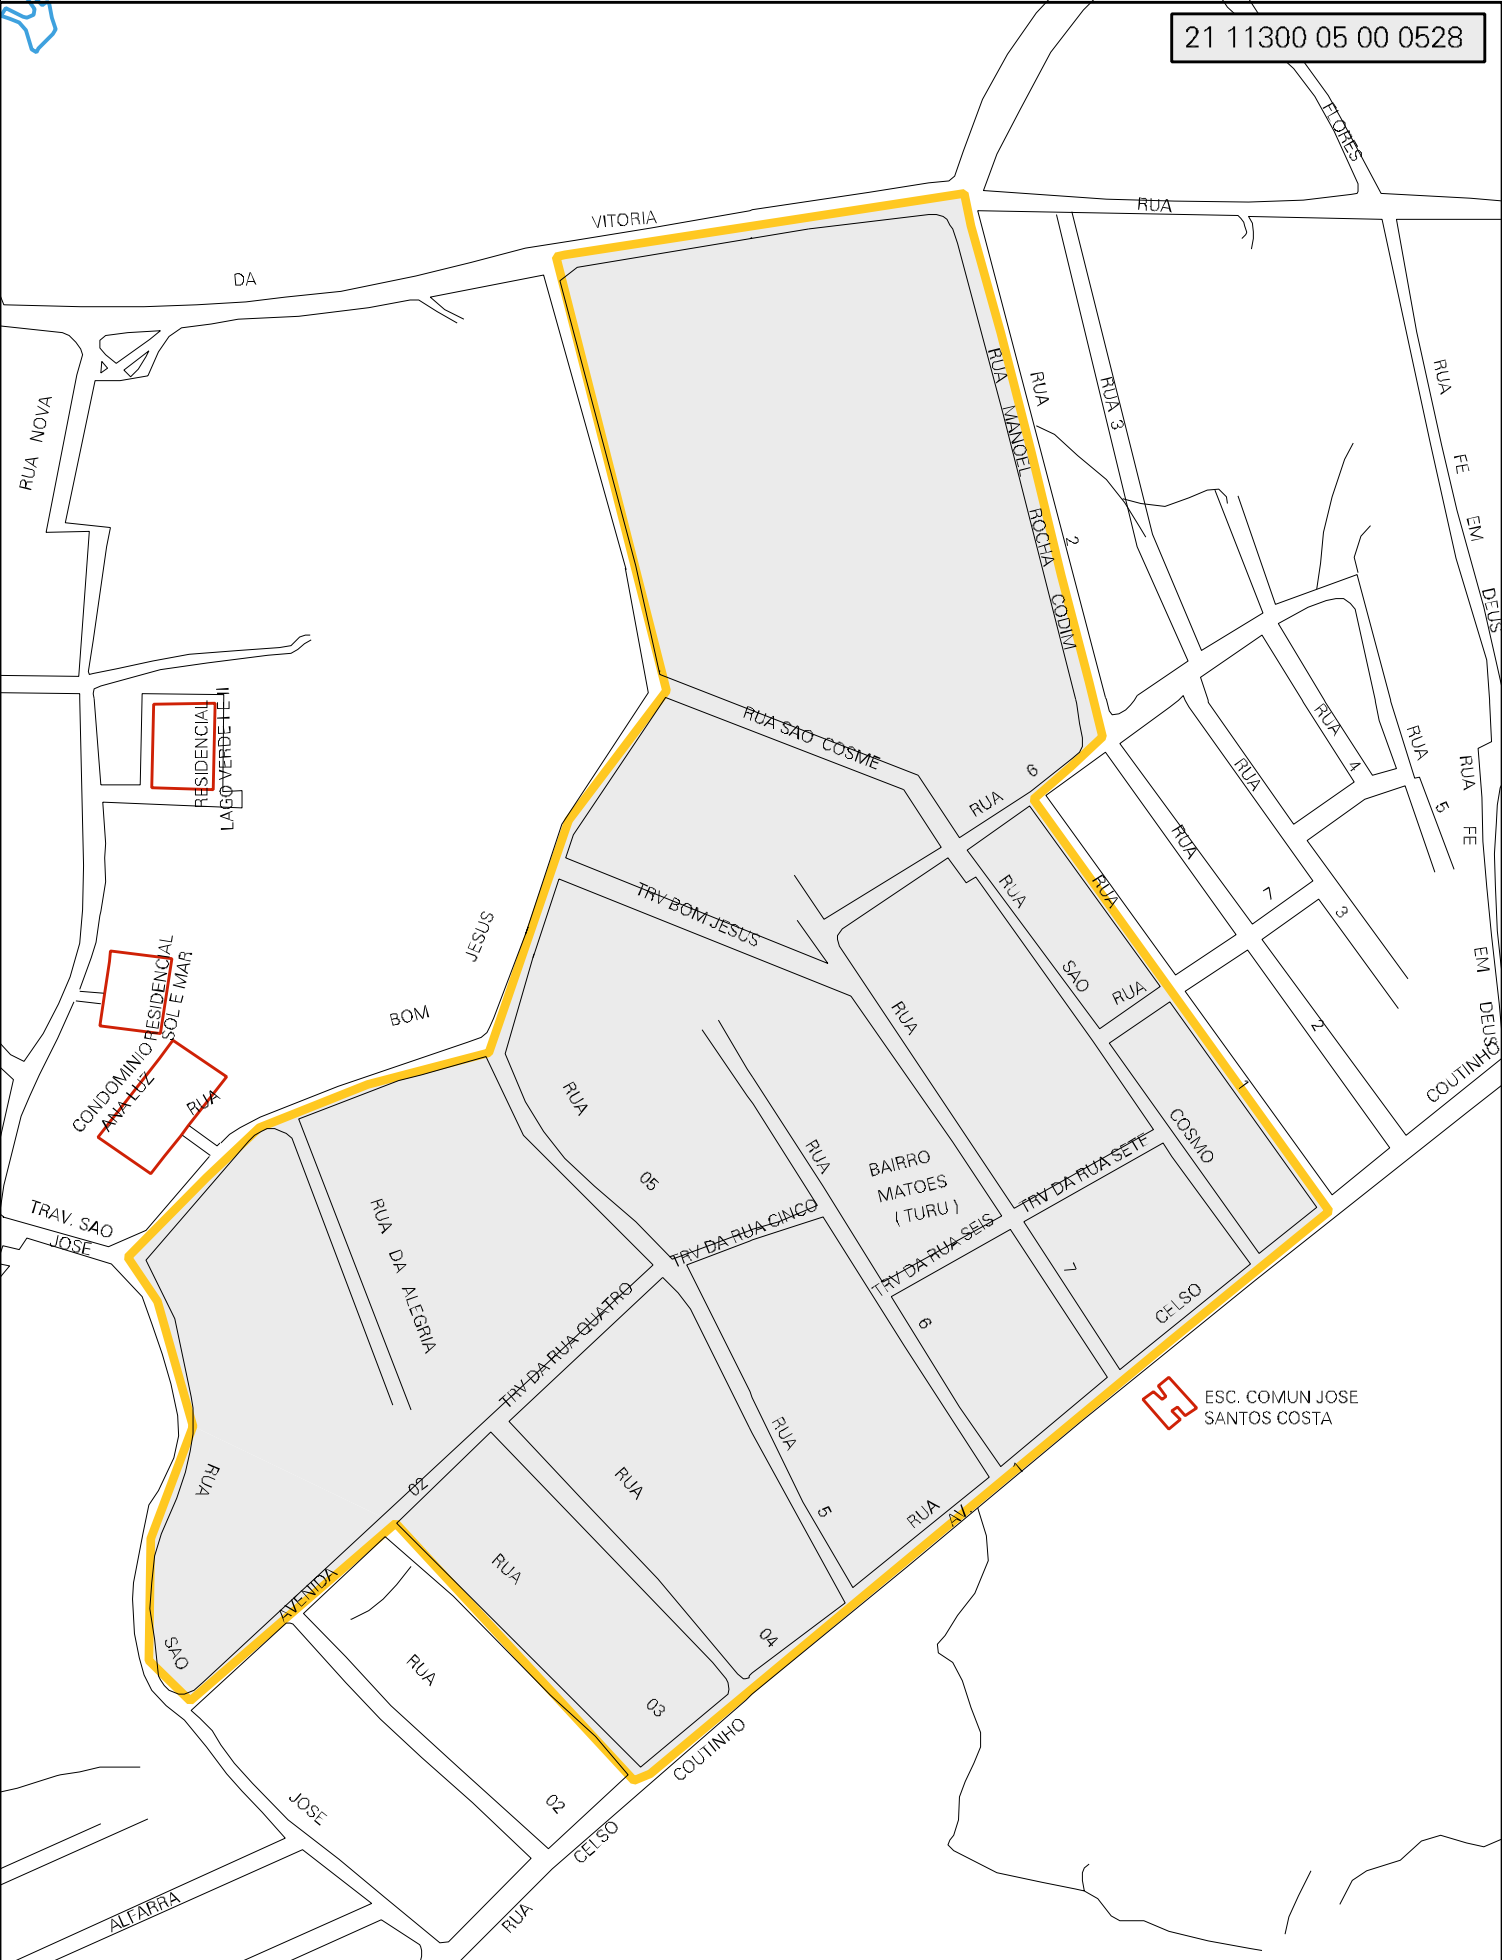 21 11300 05 00 0528
FLORES
RUA
VITORIA
DA
RUA NOVA
RUA MANOEL ROCHA CODIM
RUA 2
RUA 3
RUA FE EM DEUS
RUA SAO COSME
RUA 6
RUA 4
RUA 5
RUA FE EM DEUS
RESIDENCIAL
LAGO VERDE I E II
RUA 3
RUA 2
RUA 1
RUA 7
TRV BOM JESUS
RUA SAO COSMO
JESUS
BOM
RUA
RESIDENCIAL
SOL E MAR
CONDOMINIO
ANA LUZ
COUTINHO
RUA 05
RUA 6
RUA 7
BAIRRO
MATOES
( TURU )
TRV DA RUA SETE
TRV DA RUA SEIS
TRV DA RUA CINCO
TRV DA RUA QUATRO
TRAV. SAO
JOSE
RUA DA ALEGRIA
CELSO
ESC. COMUN JOSE
SANTOS COSTA
RUA 5
RUA 04
RUA 03
RUA 02
RUA
AV. 1
AVENIDA 02
RUA SAO JOSE
RUA CELSO COUTINHO
ALFARRA